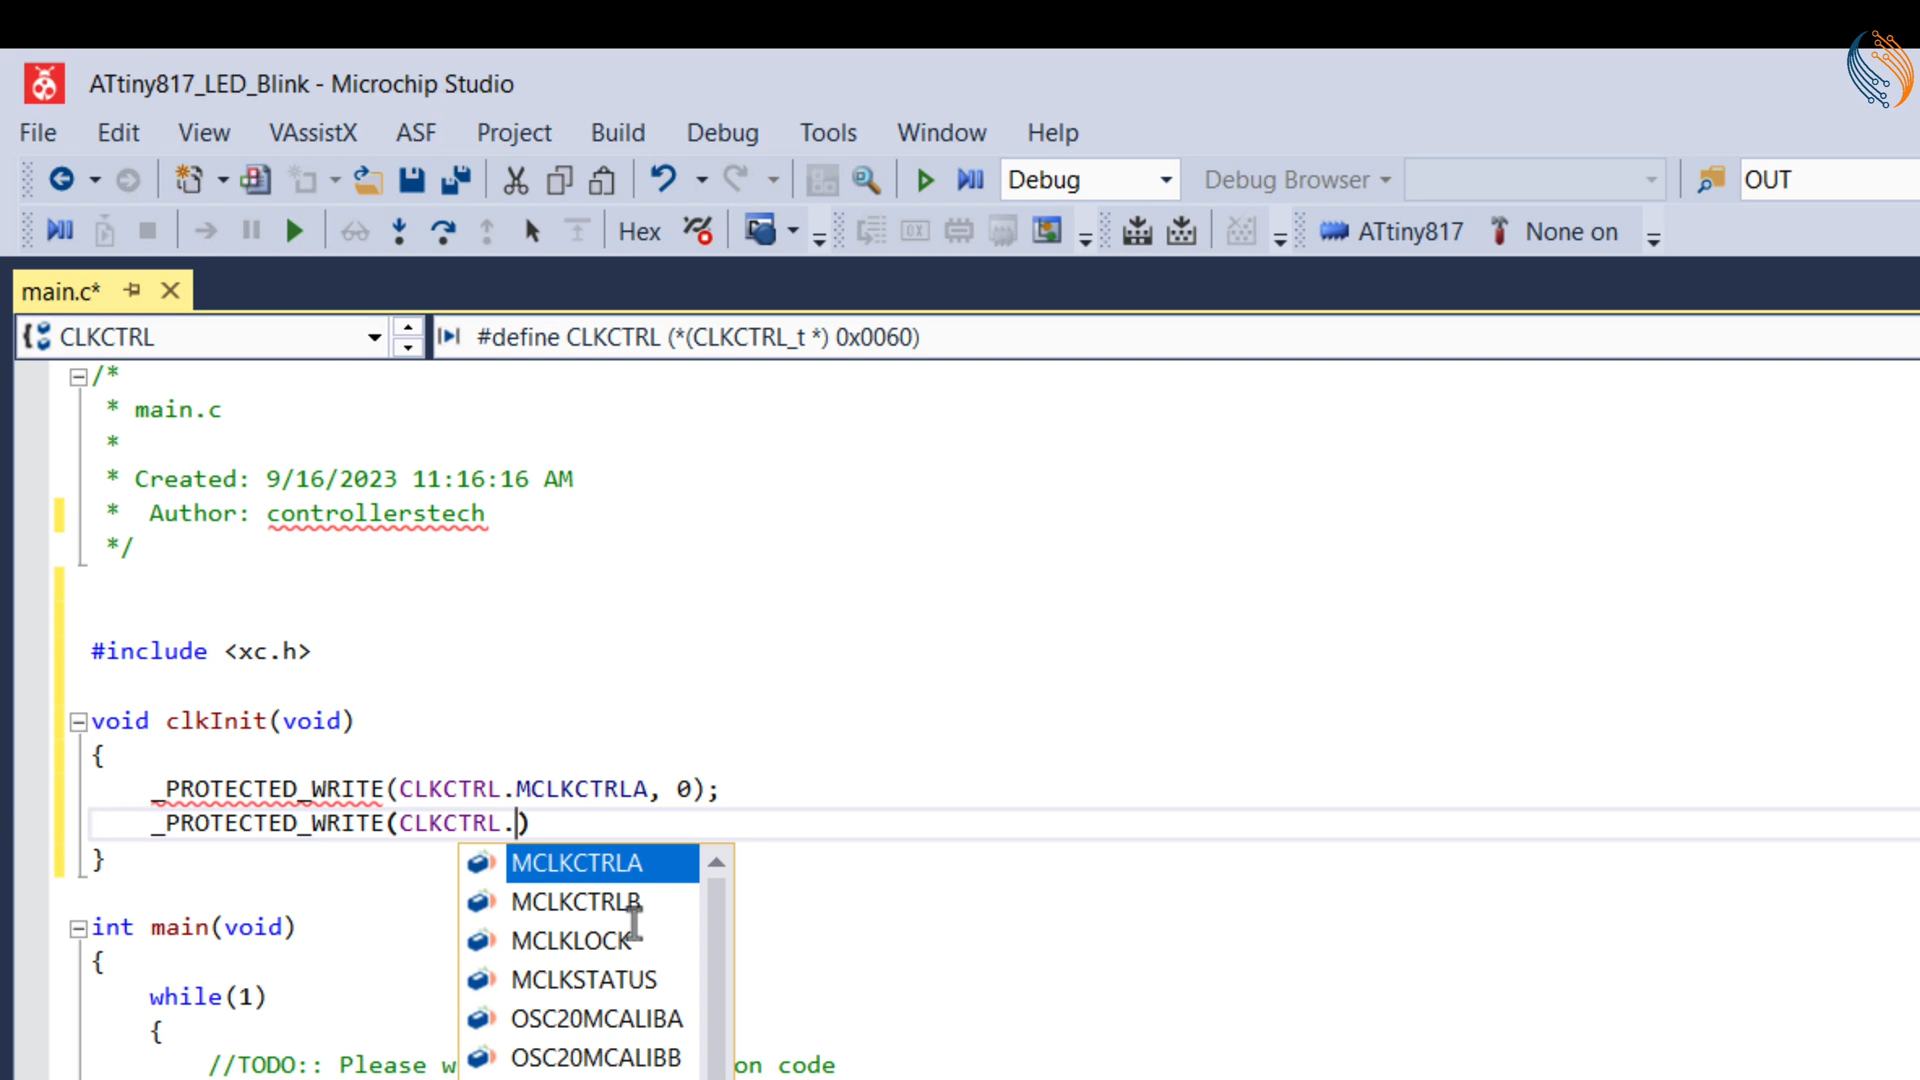 ATtiny817_LED_Blink - Microchip Studio
File Edit View VAssistX ASF Project Build Debug Tools Window Help
Debug Debug Browser OUT
Hex ATtiny817 None on
main.c*
CLKCTRL #define CLKCTRL (*(CLKCTRL_t *) 0x0060)
/*
* main.c
*
* Created: 9/16/2023 11:16:16 AM
* Author: controllerstech
*/
#include <xc.h>
void clkInit(void)
{
_PROTECTED_WRITE(CLKCTRL.MCLKCTRLA, 0);
_PROTECTED_WRITE(CLKCTRL.)
}
MCLKCTRLA
MCLKCTRLB
MCLKLOCK
MCLKSTATUS
OSC20MCALIBA
OSC20MCALIBB
int main(void)
{
while(1)
{
//TODO:: Please w on code